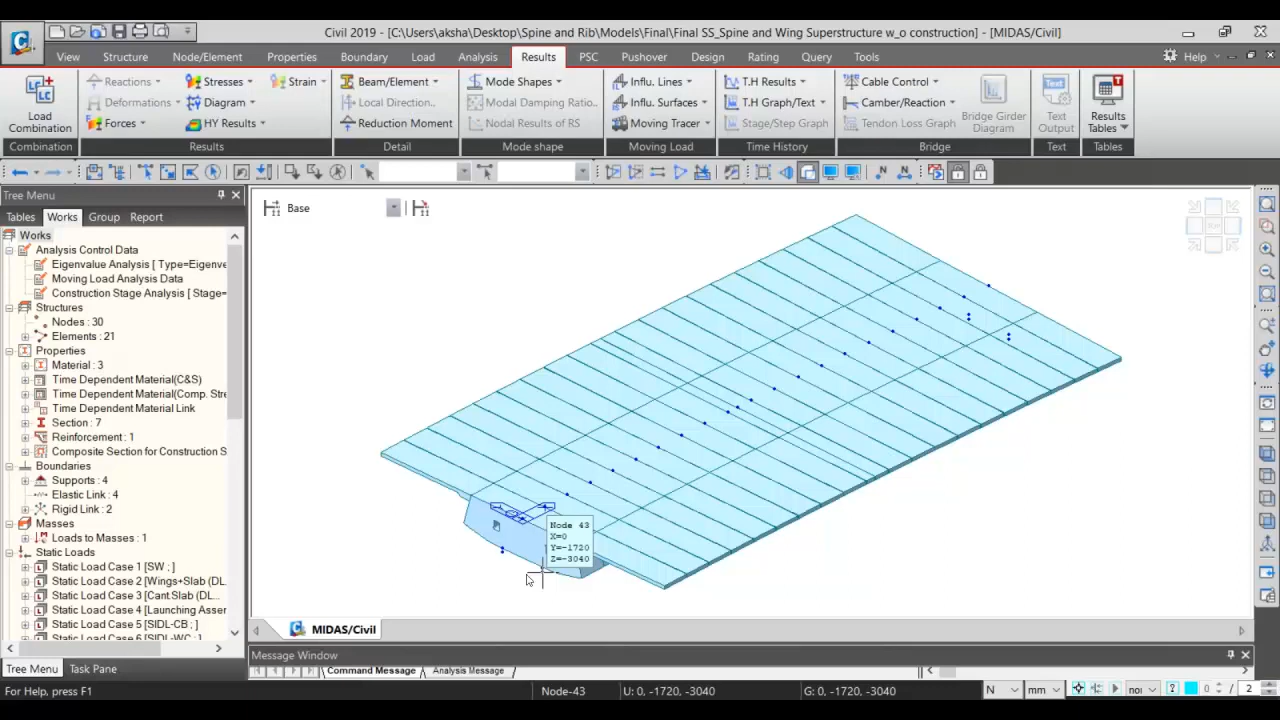 Civil 2019 - [C:\Users\aksha\Desktop\Spine and Rib\Models\Final\Final SS_Spine and Wing Superstructure w_o construction] - [MIDAS/Civil]
View Structure Node/Element Properties Boundary Load Analysis Results PSC Pushover Design Rating Query Tools Help
Load Combination
Reactions
Deformations
Forces
Stresses
Diagram
HY Results
Strain
Beam/Element
Local Direction..
Reduction Moment
Mode Shapes
Modal Damping Ratio..
Nodal Results of RS
Influ. Lines
Influ. Surfaces
Moving Tracer
T.H Results
T.H Graph/Text
Stage/Step Graph
Cable Control
Camber/Reaction
Tendon Loss Graph
Bridge Girder Diagram
Text Output
Results Tables
Combination Results Detail Mode shape Moving Load Time History Bridge Text Tables
Tree Menu
Tables Works Group Report
Works
Analysis Control Data
Eigenvalue Analysis [ Type=Eigenve
Moving Load Analysis Data
Construction Stage Analysis [ Stage=
Structures
Nodes : 30
Elements : 21
Properties
Material : 3
Time Dependent Material(C&S)
Time Dependent Material(Comp. Stre
Time Dependent Material Link
Section : 7
Reinforcement : 1
Composite Section for Construction S
Boundaries
Supports : 4
Elastic Link : 4
Rigid Link : 2
Masses
Loads to Masses : 1
Static Loads
Static Load Case 1 [SW ; ]
Static Load Case 2 [Wings+Slab (DL
Static Load Case 3 [Cant.Slab (DL..
Static Load Case 4 [Launching Asser
Static Load Case 5 [SIDL-CB ; ]
Static Load Case 6 [SIDL-WC ; ]
Tree Menu Task Pane
Base
Node 43
X=0
Y=-1720
Z=-3040
MIDAS/Civil
Message Window
Command Message Analysis Message
For Help, press F1
Node-43
U: 0, -1720, -3040
G: 0, -1720, -3040
N
mm
nor
0
/ 2